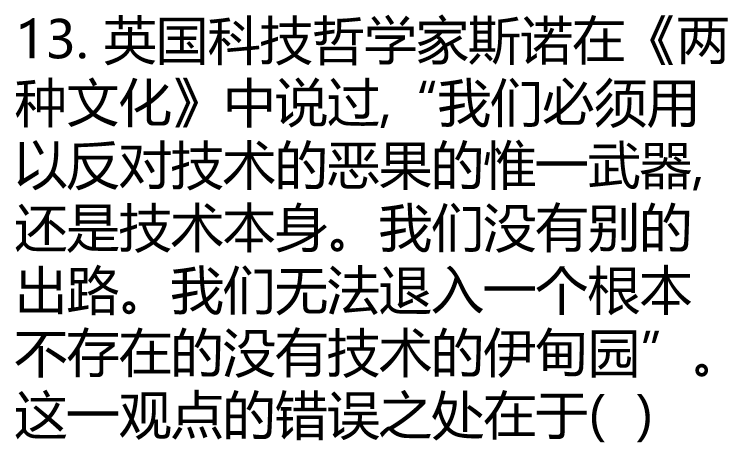 13. 英国科技哲学家斯诺在《两
种文化》中说过,“我们必须用
以反对技术的恶果的惟一武器,
还是技术本身。我们没有别的
出路。我们无法退入一个根本
不存在的没有技术的伊甸园”。
这一观点的错误之处在于( )